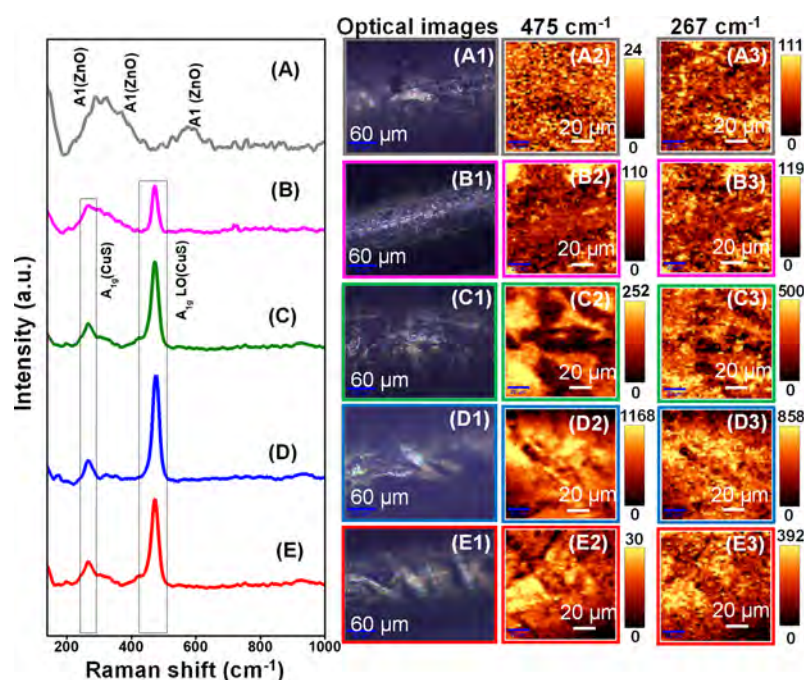 Optical images 475 cm⁻¹ 267 cm⁻¹
A1(ZnO)
A1(ZnO)
A1 (ZnO)
(A)
(B)
A₁g(CuS)
A₁g LO(CuS)
(C)
(D)
(E)
Intensity (a.u.)
200 400 600 800 1000
Raman shift (cm⁻¹)
(A1)
60 µm
(A2)
20 µm
24
0
(A3)
20 µm
111
0
(B1)
60 µm
(B2)
20 µm
110
0
(B3)
20 µm
119
0
(C1)
60 µm
(C2)
20 µm
252
0
(C3)
20 µm
500
0
(D1)
60 µm
(D2)
20 µm
1168
0
(D3)
20 µm
858
0
(E1)
60 µm
(E2)
20 µm
30
0
(E3)
20 µm
392
0